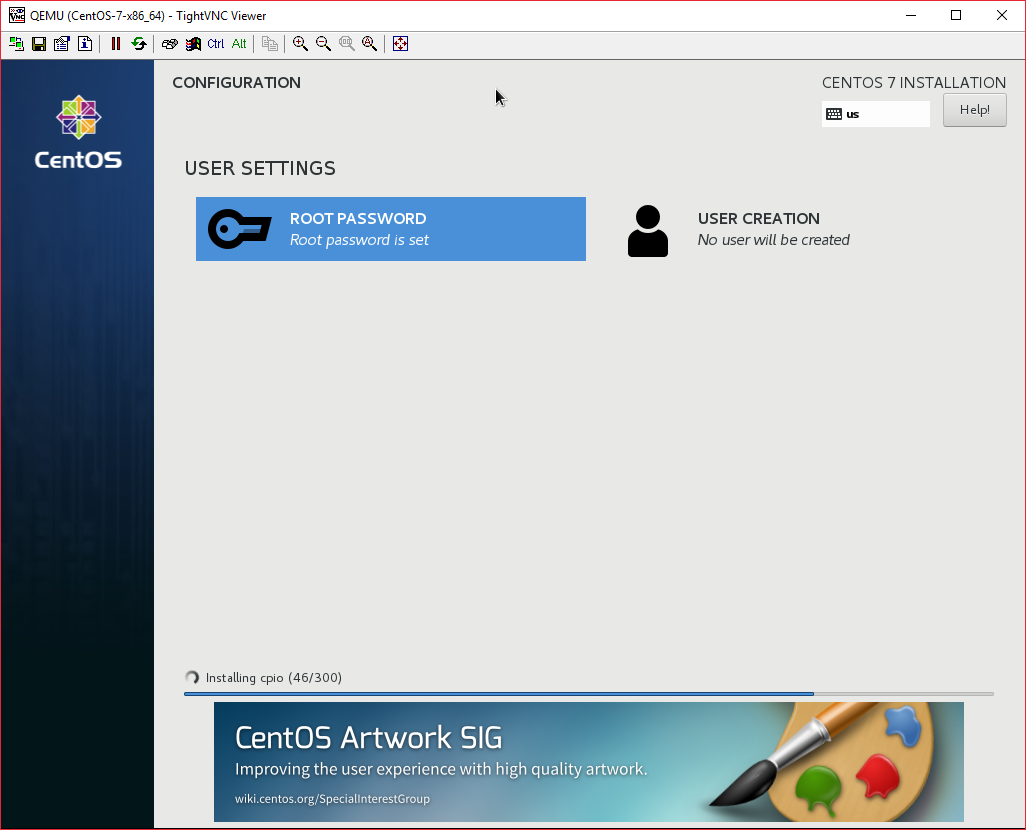 QEMU (CentOS-7-x86_64) - TightVNC Viewer
Ctrl Alt
CentOS
CONFIGURATION
CENTOS 7 INSTALLATION
us
Help!
USER SETTINGS
ROOT PASSWORD
Root password is set
USER CREATION
No user will be created
Installing cpio (46/300)
CentOS Artwork SIG
Improving the user experience with high quality artwork.
wiki.centos.org/SpecialInterestGroup